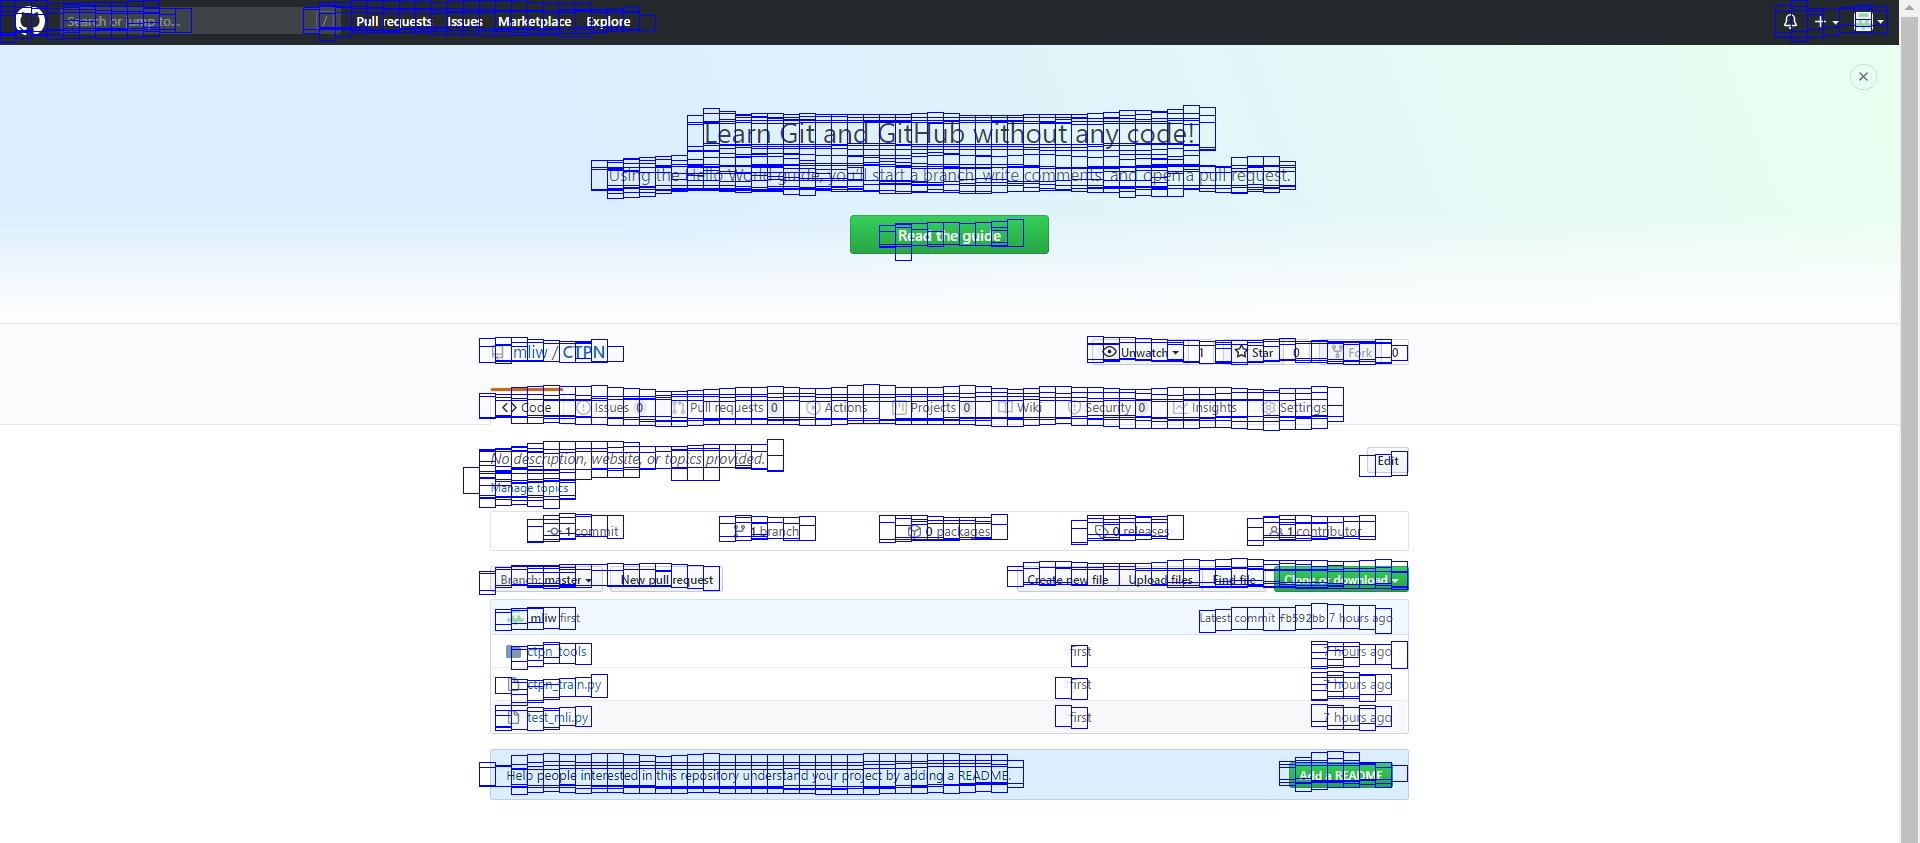 Search or jump to... / Pull requests Issues Marketplace Explore
Learn Git and GitHub without any code!
Using the Hello World guide, you'll start a branch, write comments, and open a pull request.
Read the guide
mliw / CTPN Unwatch 1 Star 0 Fork 0
Code Issues 0 Pull requests 0 Actions Projects 0 Wiki Security 0 Insights Settings
No description, website, or topics provided. Edit
Manage topics
1 commit 1 branch 0 packages 0 releases 1 contributor
Branch: master New pull request Create new file Upload files Find file Clone or download
mliw first Latest commit fb592bb 7 hours ago
ctpn_tools first 7 hours ago
ctpn_train.py first 7 hours ago
test_mli.py first 7 hours ago
Help people interested in this repository understand your project by adding a README. Add a README